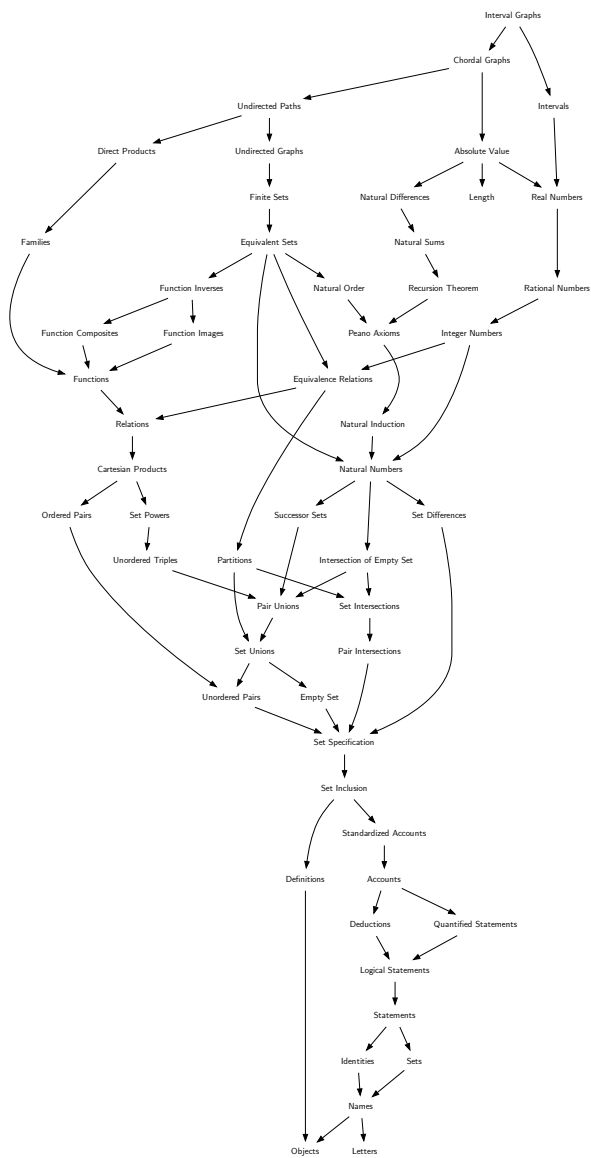 Interval Graphs
Chordal Graphs
Undirected Paths
Intervals
Direct Products
Undirected Graphs
Absolute Value
Finite Sets
Natural Differences
Length
Real Numbers
Families
Equivalent Sets
Natural Sums
Function Inverses
Natural Order
Recursion Theorem
Rational Numbers
Function Composites
Function Images
Peano Axioms
Integer Numbers
Functions
Equivalence Relations
Relations
Natural Induction
Cartesian Products
Natural Numbers
Ordered Pairs
Set Powers
Successor Sets
Set Differences
Unordered Triples
Partitions
Intersection of Empty Set
Pair Unions
Set Intersections
Set Unions
Pair Intersections
Unordered Pairs
Empty Set
Set Specification
Set Inclusion
Standardized Accounts
Definitions
Accounts
Deductions
Quantified Statements
Logical Statements
Statements
Identities
Sets
Names
Objects
Letters